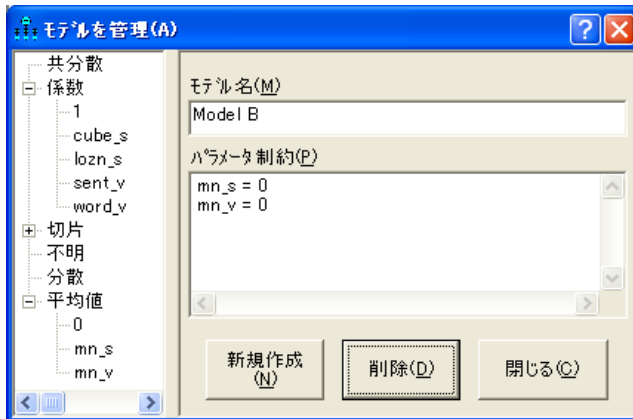 モデルを管理(A)
共分散
係数
1
cube_s
lozn_s
sent_v
word_v
切片
不明
分散
平均値
0
mn_s
mn_v
モデル名(M)
Model B
パラメータ制約(P)
mn_s = 0
mn_v = 0
新規作成
(N)
削除(D)
閉じる(C)